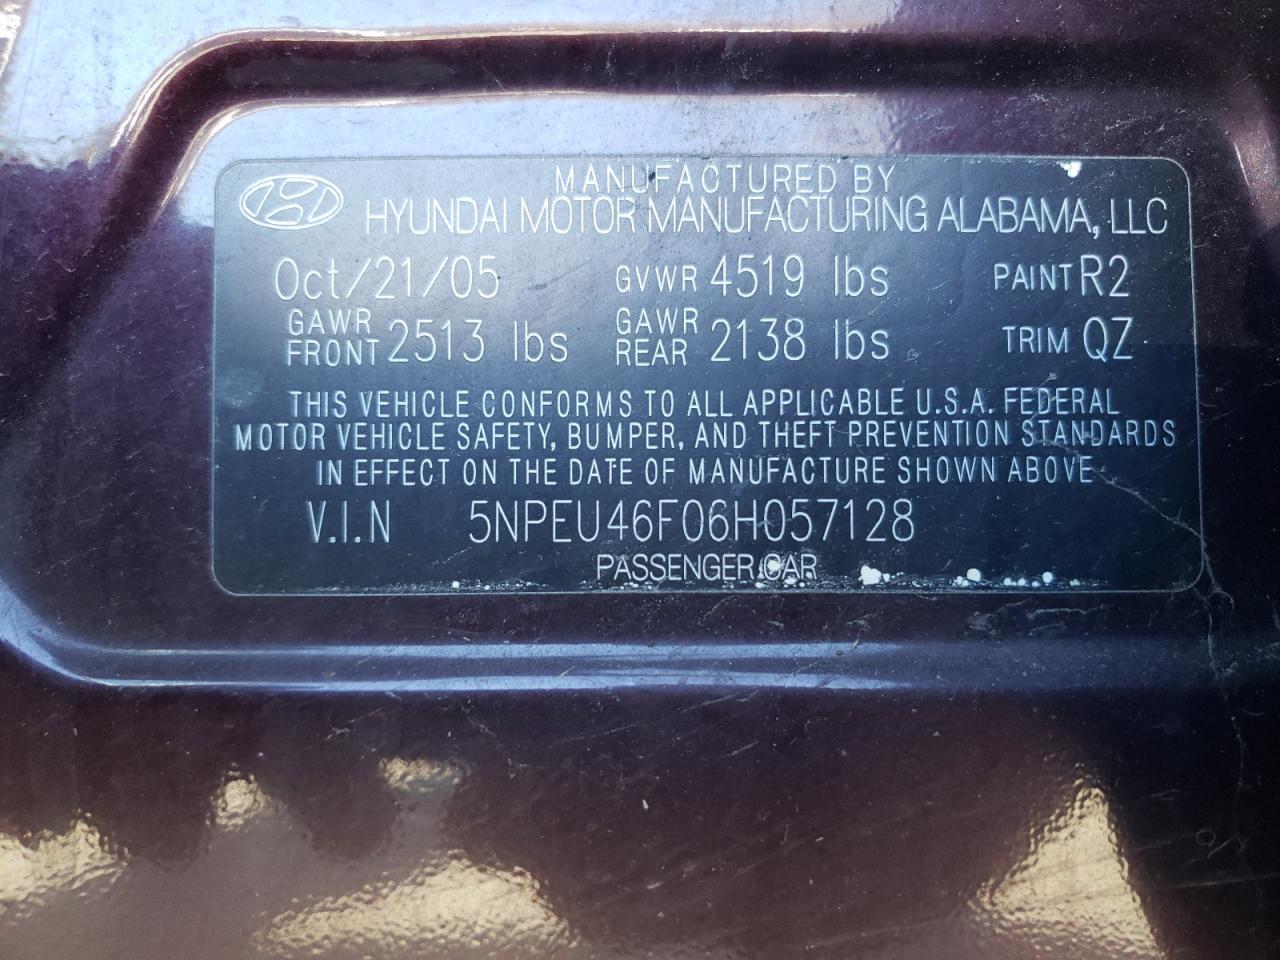 MANUFACTURED BY
HYUNDAI MOTOR MANUFACTURING ALABAMA, LLC
Oct/21/05 GVWR 4519 lbs PAINT R2
GAWR FRONT 2513 lbs GAWR REAR 2138 lbs TRIM QZ
THIS VEHICLE CONFORMS TO ALL APPLICABLE U.S.A. FEDERAL
MOTOR VEHICLE SAFETY, BUMPER, AND THEFT PREVENTION STANDARDS
IN EFFECT ON THE DATE OF MANUFACTURE SHOWN ABOVE
V.I.N 5NPEU46F06H057128
PASSENGER CAR